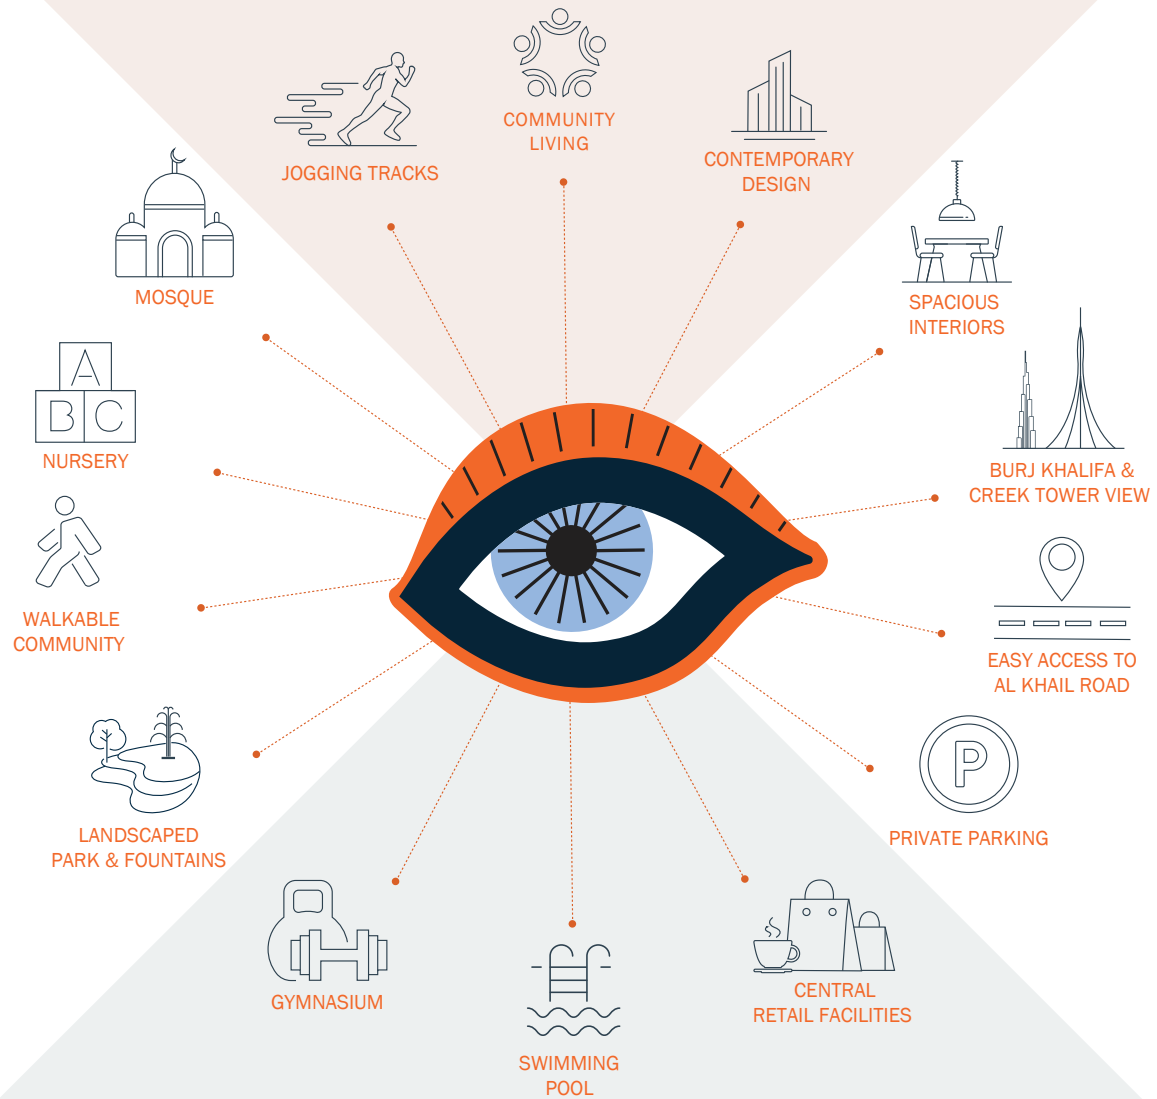 COMMUNITY
LIVING
JOGGING TRACKS
CONTEMPORARY
DESIGN
MOSQUE
SPACIOUS
INTERIORS
A
B C
NURSERY
BURJ KHALIFA &
CREEK TOWER VIEW
WALKABLE
COMMUNITY
EASY ACCESS TO
AL KHAIL ROAD
P
PRIVATE PARKING
LANDSCAPED
PARK & FOUNTAINS
GYMNASIUM
CENTRAL
RETAIL FACILITIES
SWIMMING
POOL